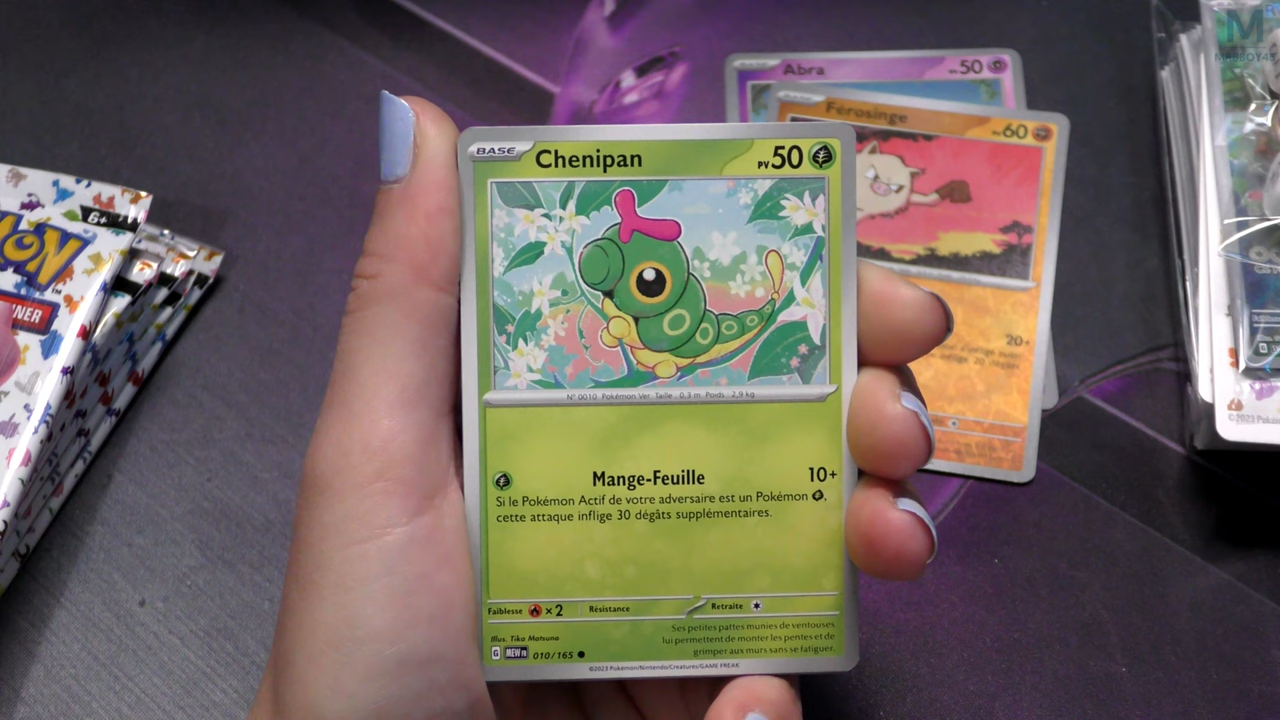 M
Abra
PV50
Férosinge
PV60
20+
BASE
Chenipan
PV50
6+
N° 0010 Pokémon Ver Taille : 0,3 m Poids : 2,9 kg
Mange-Feuille
10+
Si le Pokémon Actif de votre adversaire est un Pokémon ,
cette attaque inflige 30 dégâts supplémentaires.
Faiblesse ×2 Résistance Retraite
Illus. Tika Matsuno
Ses petites pattes munies de ventouses
lui permettent de monter les pentes et de
grimper aux murs sans se fatiguer.
G MEW FR 010/165
©2023 Pokémon/Nintendo/Creatures/GAME FREAK
©2023 Pokém